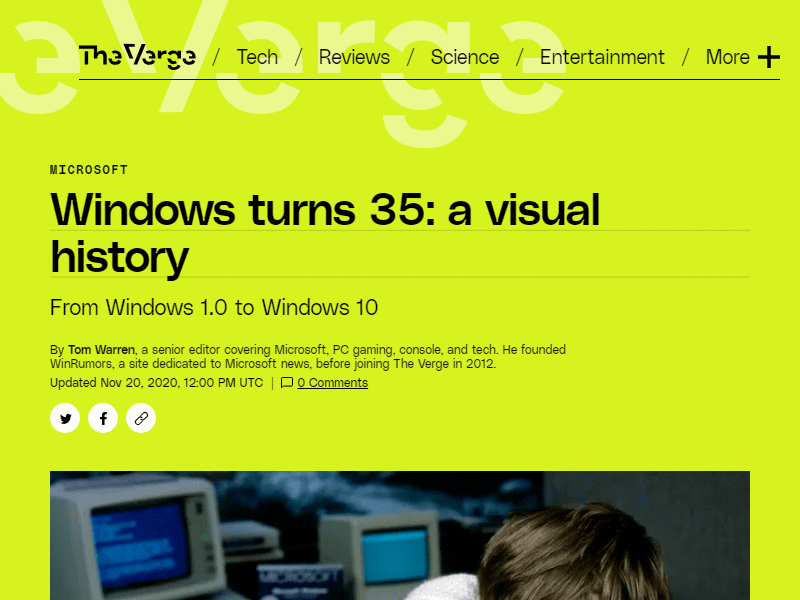 eVerge
TheVerge / Tech / Reviews / Science / Entertainment / More +
MICROSOFT
Windows turns 35: a visual
history
From Windows 1.0 to Windows 10
By Tom Warren, a senior editor covering Microsoft, PC gaming, console, and tech. He founded
WinRumors, a site dedicated to Microsoft news, before joining The Verge in 2012.
Updated Nov 20, 2020, 12:00 PM UTC | 0 Comments
MICROSOFT